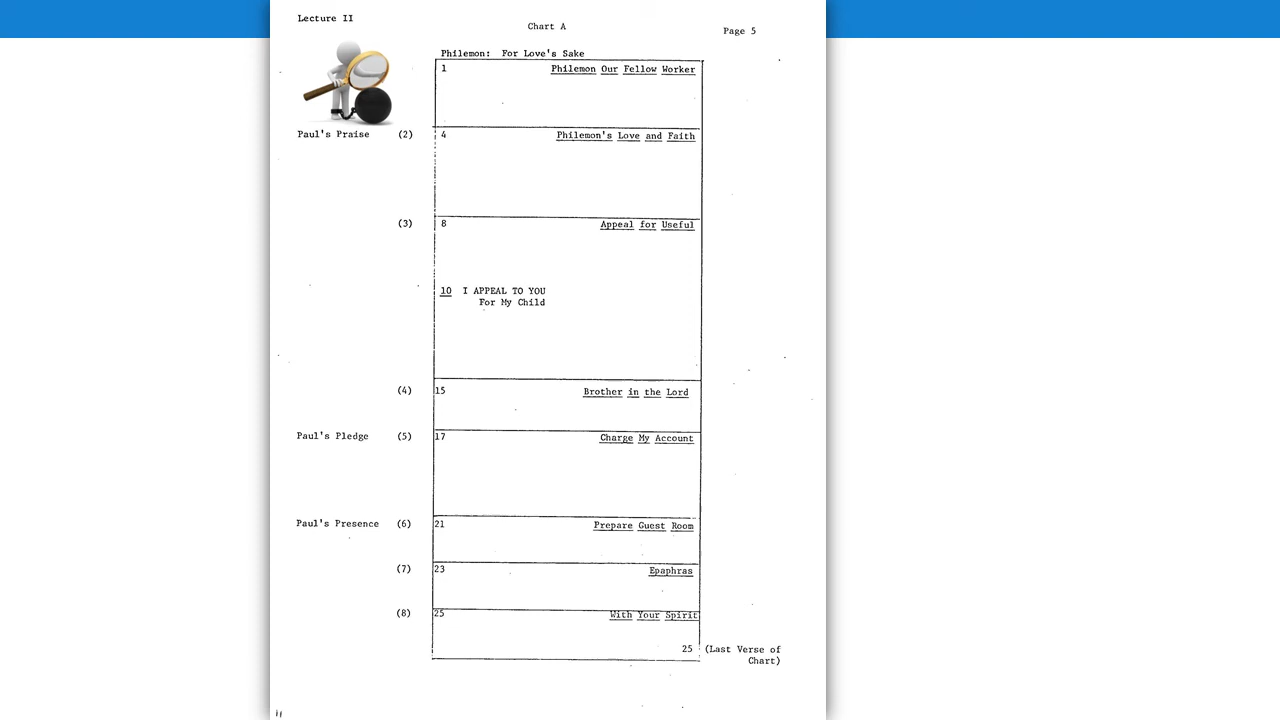 Lecture II
Chart A
Page 5
Philemon: For Love's Sake
1 Philemon Our Fellow Worker
Paul's Praise (2) 4 Philemon's Love and Faith
(3) 8 Appeal for Useful
10 I APPEAL TO YOU
For My Child
(4) 15 Brother in the Lord
Paul's Pledge (5) 17 Charge My Account
Paul's Presence (6) 21 Prepare Guest Room
(7) 23 Epaphras
(8) 25 With Your Spirit
25 (Last Verse of
Chart)